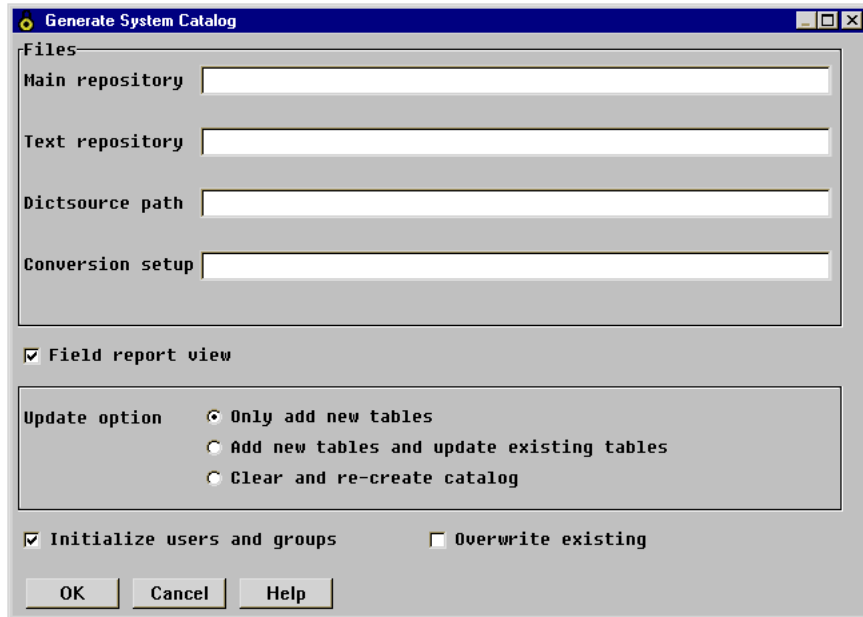 Generate System Catalog
Files
Main repository
Text repository
Dictsource path
Conversion setup
Field report view
Update option
Only add new tables
Add new tables and update existing tables
Clear and re-create catalog
Initialize users and groups
Overwrite existing
OK
Cancel
Help